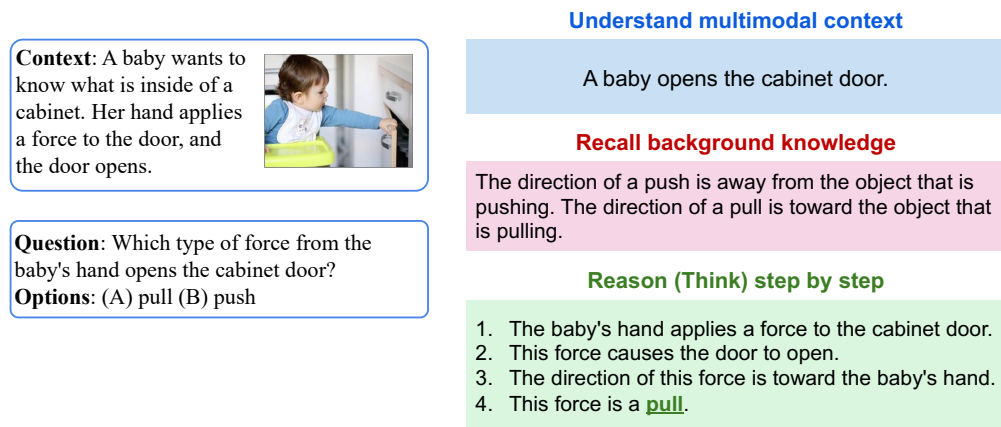 Context: A baby wants to
know what is inside of a
cabinet. Her hand applies
a force to the door, and
the door opens.
Question: Which type of force from the
baby's hand opens the cabinet door?
Options: (A) pull (B) push
Understand multimodal context
A baby opens the cabinet door.
Recall background knowledge
The direction of a push is away from the object that is
pushing. The direction of a pull is toward the object that
is pulling.
Reason (Think) step by step
1. The baby's hand applies a force to the cabinet door.
2. This force causes the door to open.
3. The direction of this force is toward the baby's hand.
4. This force is a pull.